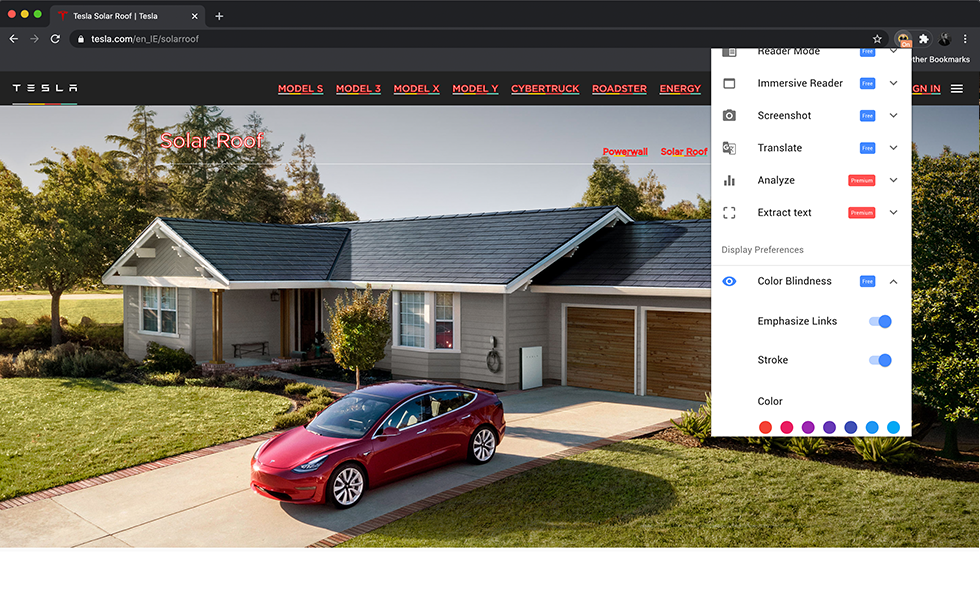 Tesla Solar Roof | Tesla
tesla.com/en_IE/solarroof
On
ther Bookmarks
TESLA
MODEL S MODEL 3 MODEL X MODEL Y CYBERTRUCK ROADSTER ENERGY
GN IN
Solar Roof
Powerwall Solar Roof
Reader Mode Free
Immersive Reader Free
Screenshot Free
Translate Free
Analyze Premium
Extract text Premium
Display Preferences
Color Blindness Free
Emphasize Links
Stroke
Color